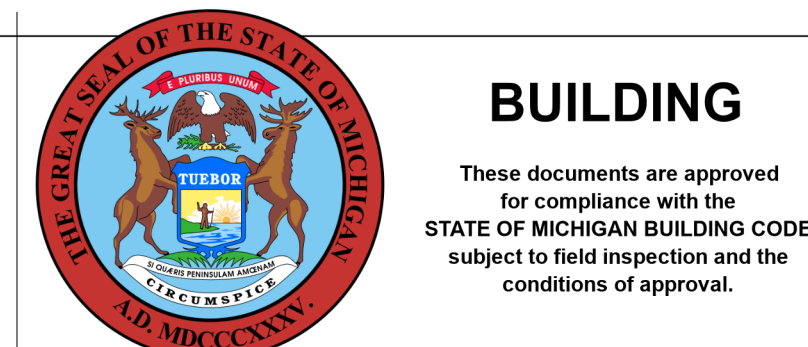 THE GREAT SEAL OF THE STATE OF MICHIGAN
E PLURIBUS UNUM
TUEBOR
SI QUÆRIS PENINSULAM AMŒNAM
CIRCUMSPICE
A.D. MDCCCXXXV.
BUILDING
These documents are approved
for compliance with the
STATE OF MICHIGAN BUILDING CODE
subject to field inspection and the
conditions of approval.